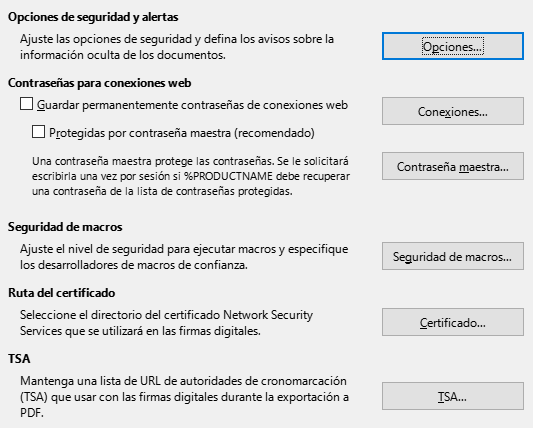 Opciones de seguridad y alertas
Ajuste las opciones de seguridad y defina los avisos sobre la
información oculta de los documentos.
Opciones...
Contraseñas para conexiones web
Guardar permanentemente contraseñas de conexiones web
Conexiones...
Protegidas por contraseña maestra (recomendado)
Una contraseña maestra protege las contraseñas. Se le solicitará
escribirla una vez por sesión si %PRODUCTNAME debe recuperar
una contraseña de la lista de contraseñas protegidas.
Contraseña maestra...
Seguridad de macros
Ajuste el nivel de seguridad para ejecutar macros y especifique
los desarrolladores de macros de confianza.
Seguridad de macros...
Ruta del certificado
Seleccione el directorio del certificado Network Security
Services que se utilizará en las firmas digitales.
Certificado...
TSA
Mantenga una lista de URL de autoridades de cronomarcación
(TSA) que usar con las firmas digitales durante la exportación a
PDF.
TSA...